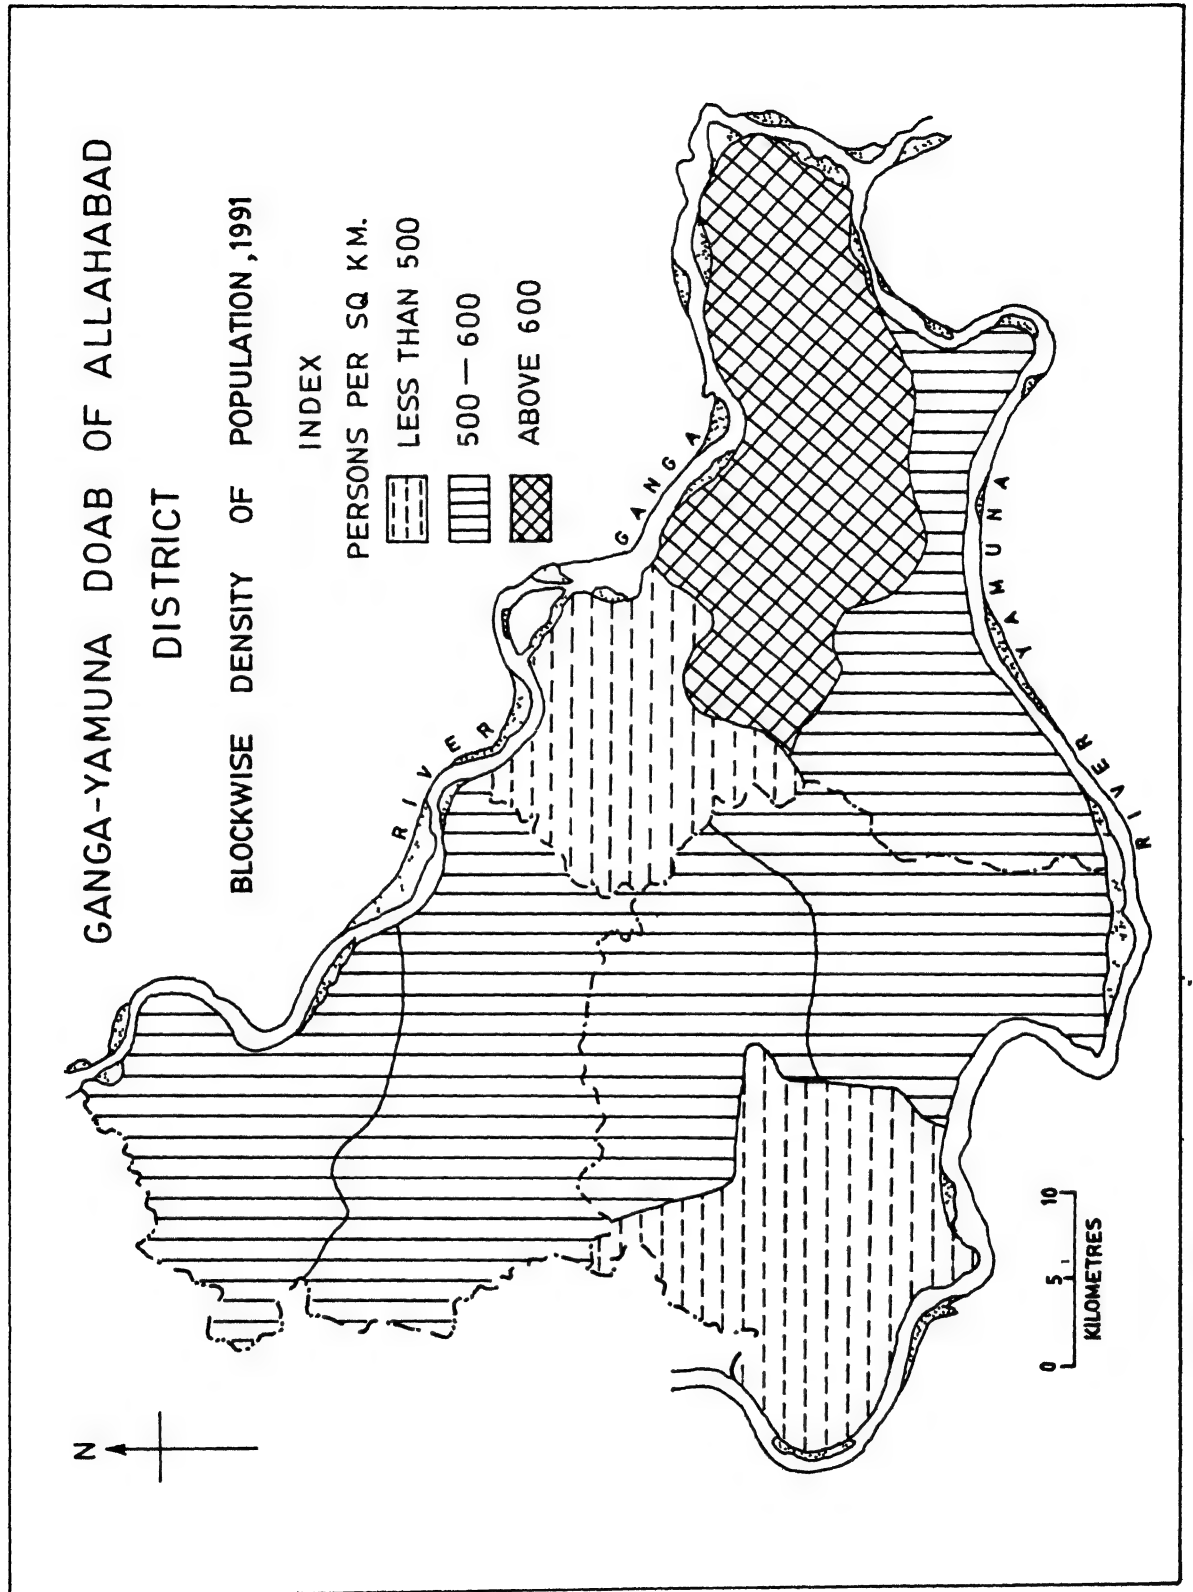 GANGA-YAMUNA DOAB OF ALLAHABAD
DISTRICT
BLOCKWISE DENSITY OF POPULATION, 1991
INDEX
PERSONS PER SQ KM.
LESS THAN 500
500 — 600
ABOVE 600
N
RIVER GANGA
RIVER YAMUNA
0 5 10
KILOMETRES